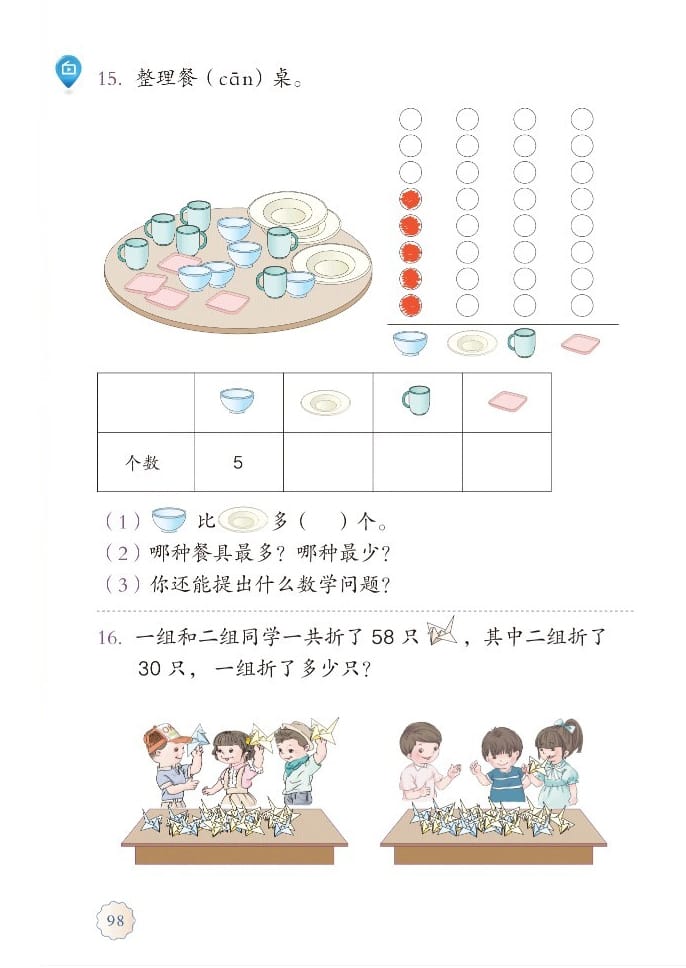 15. 整理餐（cān）桌。
个数 5
（1） 比 多（ ）个。
（2）哪种餐具最多？哪种最少？
（3）你还能提出什么数学问题？
16. 一组和二组同学一共折了 58 只 ，其中二组折了
30 只，一组折了多少只？
98